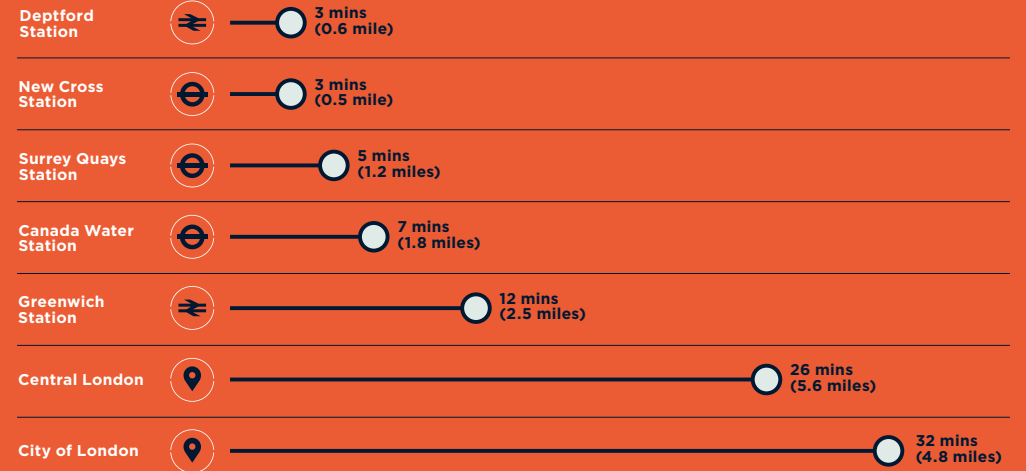 Deptford
Station
3 mins
(0.6 mile)
New Cross
Station
3 mins
(0.5 mile)
Surrey Quays
Station
5 mins
(1.2 miles)
Canada Water
Station
7 mins
(1.8 miles)
Greenwich
Station
12 mins
(2.5 miles)
Central London
26 mins
(5.6 miles)
City of London
32 mins
(4.8 miles)